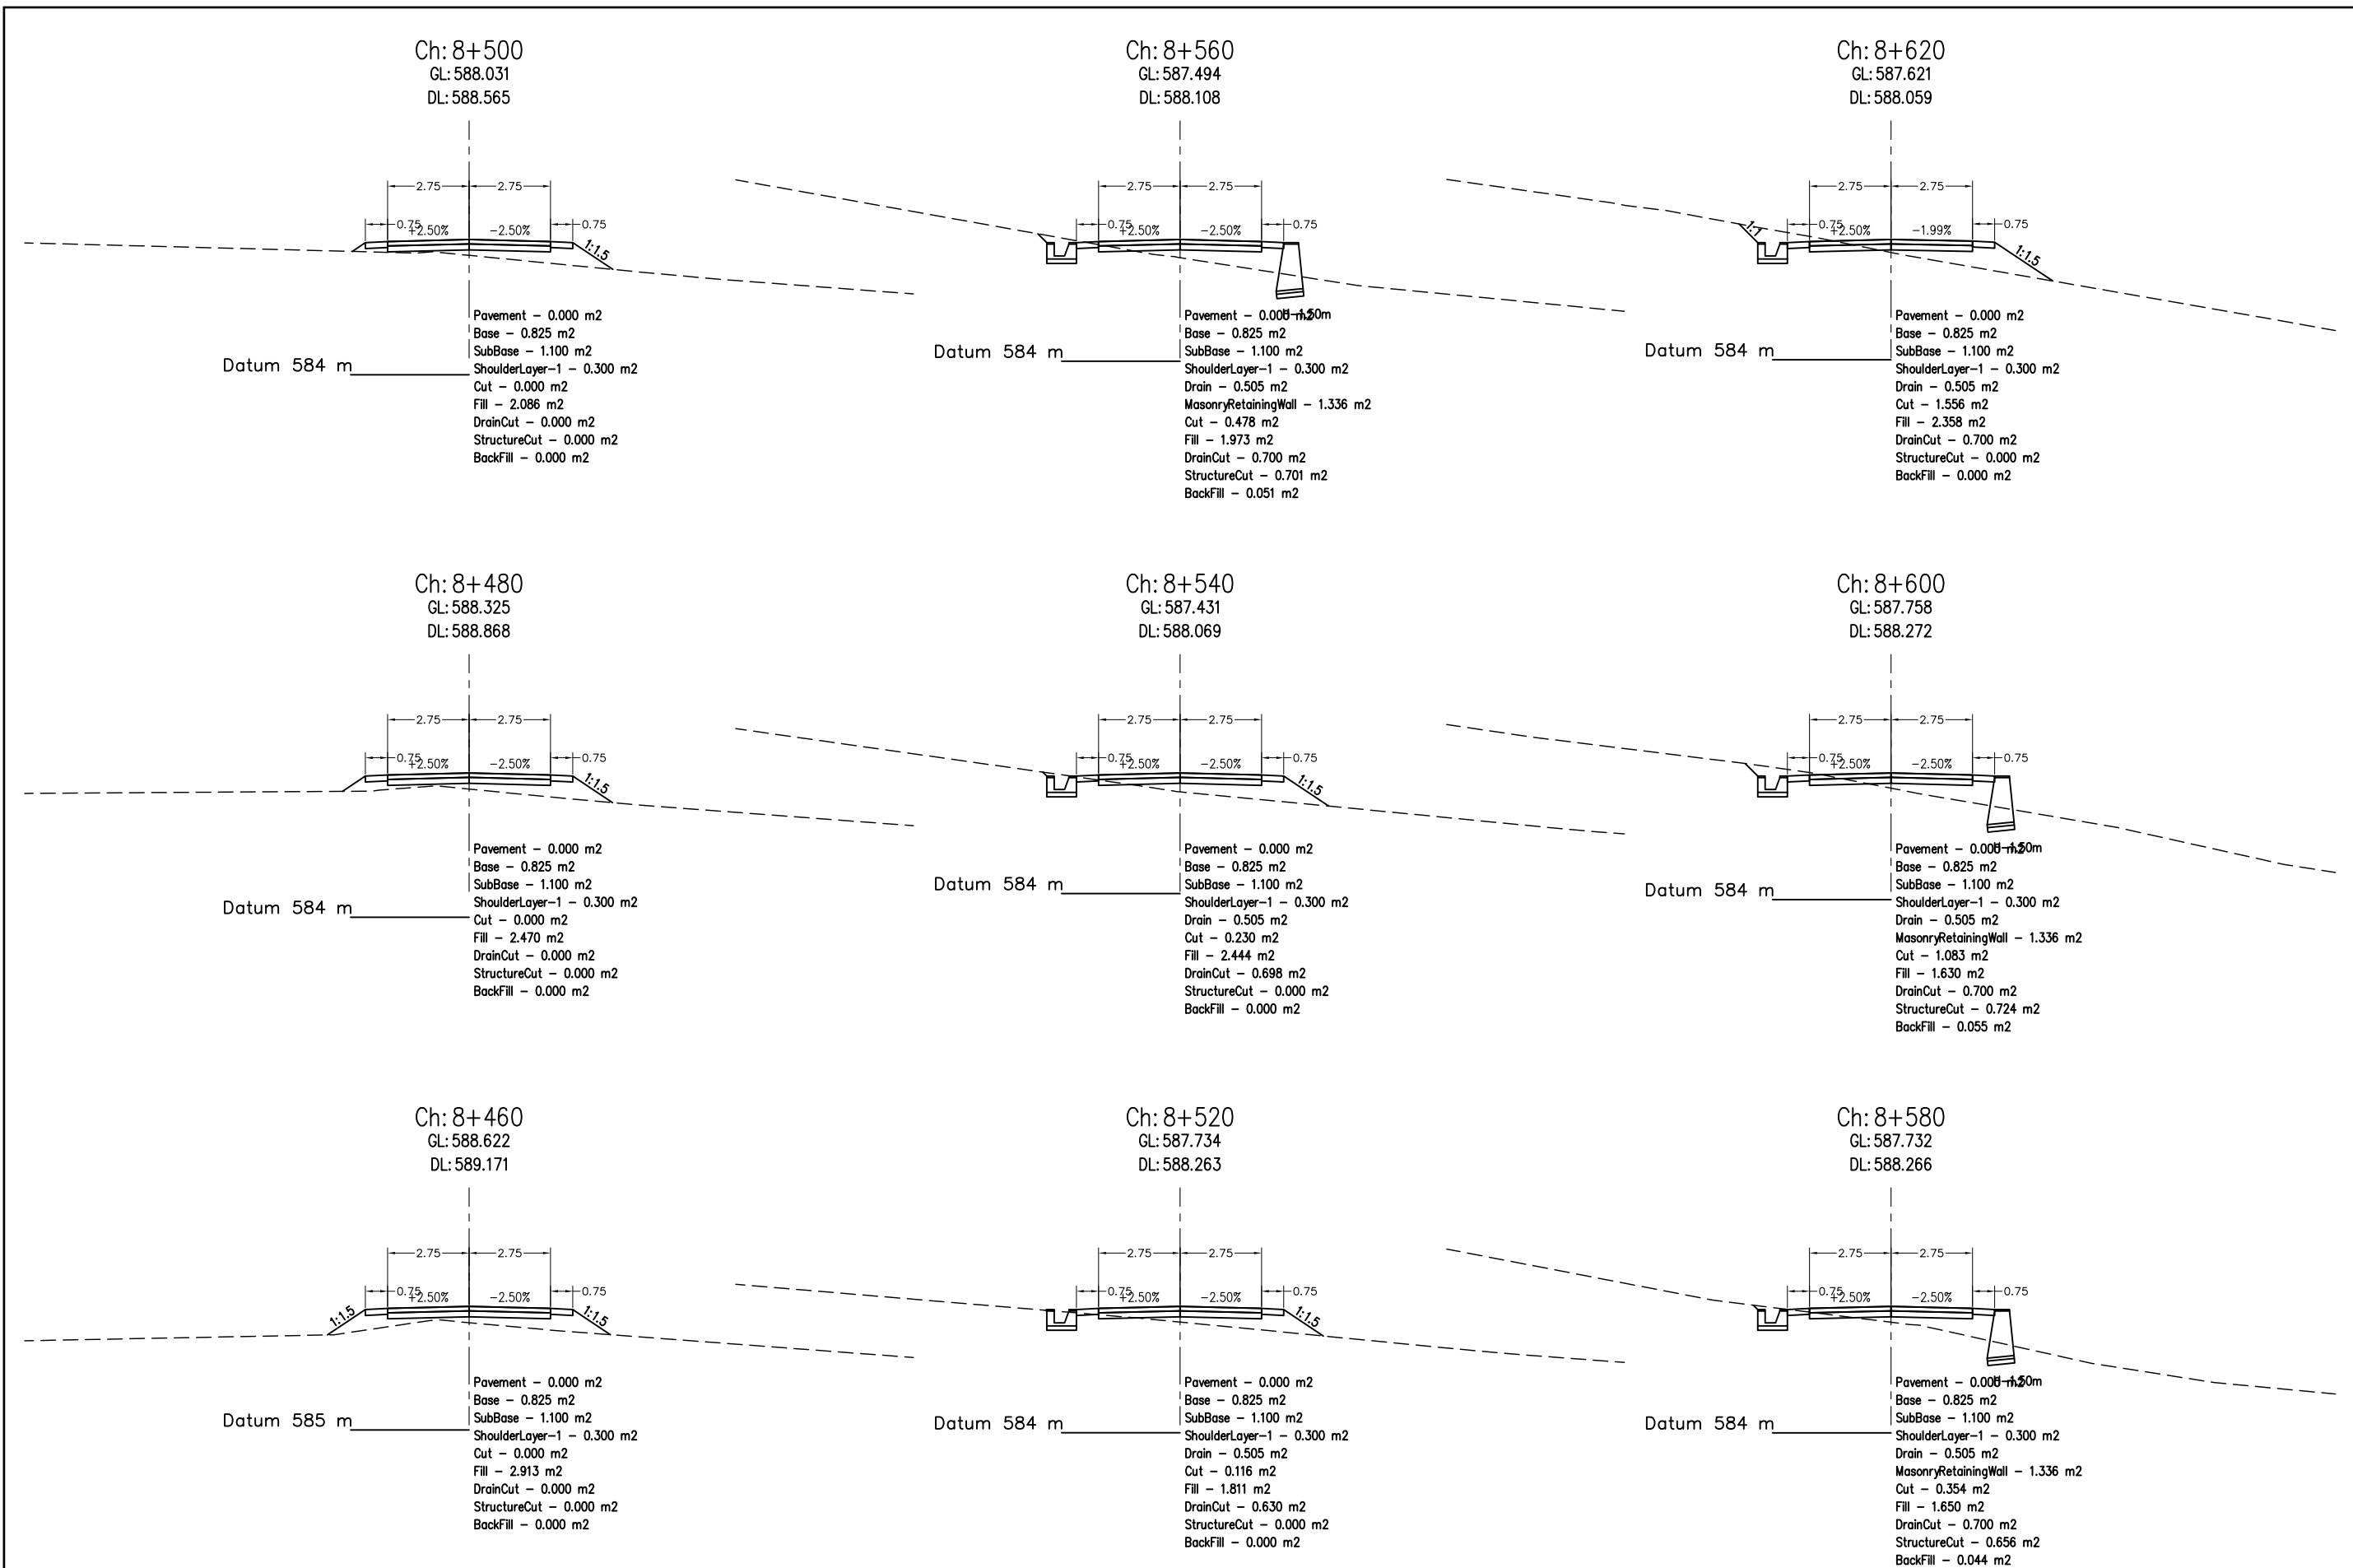 Ch: 8+500
GL: 588.031
DL: 588.565
2.75 2.75
0.75 +2.50% -2.50% 0.75
1:1.5
Datum 584 m
Pavement - 0.000 m2
Base - 0.825 m2
SubBase - 1.100 m2
ShoulderLayer-1 - 0.300 m2
Cut - 0.000 m2
Fill - 2.086 m2
DrainCut - 0.000 m2
StructureCut - 0.000 m2
BackFill - 0.000 m2
Ch: 8+560
GL: 587.494
DL: 588.108
2.75 2.75
0.75 +2.50% -2.50% 0.75
Datum 584 m
Pavement - 0.000 m2 H-1.50m
Base - 0.825 m2
SubBase - 1.100 m2
ShoulderLayer-1 - 0.300 m2
Drain - 0.505 m2
MasonryRetainingWall - 1.336 m2
Cut - 0.478 m2
Fill - 1.973 m2
DrainCut - 0.700 m2
StructureCut - 0.701 m2
BackFill - 0.051 m2
Ch: 8+620
GL: 587.621
DL: 588.059
2.75 2.75
1:1 0.75 +2.50% -1.99% 0.75
1:1.5
Datum 584 m
Pavement - 0.000 m2
Base - 0.825 m2
SubBase - 1.100 m2
ShoulderLayer-1 - 0.300 m2
Drain - 0.505 m2
Cut - 1.556 m2
Fill - 2.358 m2
DrainCut - 0.700 m2
StructureCut - 0.000 m2
BackFill - 0.000 m2
Ch: 8+480
GL: 588.325
DL: 588.868
2.75 2.75
0.75 +2.50% -2.50% 0.75
1:1.5
Datum 584 m
Pavement - 0.000 m2
Base - 0.825 m2
SubBase - 1.100 m2
ShoulderLayer-1 - 0.300 m2
Cut - 0.000 m2
Fill - 2.470 m2
DrainCut - 0.000 m2
StructureCut - 0.000 m2
BackFill - 0.000 m2
Ch: 8+540
GL: 587.431
DL: 588.069
2.75 2.75
0.75 +2.50% -2.50% 0.75
1:1.5
Datum 584 m
Pavement - 0.000 m2
Base - 0.825 m2
SubBase - 1.100 m2
ShoulderLayer-1 - 0.300 m2
Drain - 0.505 m2
Cut - 0.230 m2
Fill - 2.444 m2
DrainCut - 0.698 m2
StructureCut - 0.000 m2
BackFill - 0.000 m2
Ch: 8+600
GL: 587.758
DL: 588.272
2.75 2.75
0.75 +2.50% -2.50% 0.75
Datum 584 m
Pavement - 0.000 m2 H-1.50m
Base - 0.825 m2
SubBase - 1.100 m2
ShoulderLayer-1 - 0.300 m2
Drain - 0.505 m2
MasonryRetainingWall - 1.336 m2
Cut - 1.083 m2
Fill - 1.630 m2
DrainCut - 0.700 m2
StructureCut - 0.724 m2
BackFill - 0.055 m2
Ch: 8+460
GL: 588.622
DL: 589.171
2.75 2.75
1:1.5 0.75 +2.50% -2.50% 0.75
1:1.5
Datum 585 m
Pavement - 0.000 m2
Base - 0.825 m2
SubBase - 1.100 m2
ShoulderLayer-1 - 0.300 m2
Cut - 0.000 m2
Fill - 2.913 m2
DrainCut - 0.000 m2
StructureCut - 0.000 m2
BackFill - 0.000 m2
Ch: 8+520
GL: 587.734
DL: 588.263
2.75 2.75
0.75 +2.50% -2.50% 0.75
1:1.5
Datum 584 m
Pavement - 0.000 m2
Base - 0.825 m2
SubBase - 1.100 m2
ShoulderLayer-1 - 0.300 m2
Drain - 0.505 m2
Cut - 0.116 m2
Fill - 1.811 m2
DrainCut - 0.630 m2
StructureCut - 0.000 m2
BackFill - 0.000 m2
Ch: 8+580
GL: 587.732
DL: 588.266
2.75 2.75
0.75 +2.50% -2.50% 0.75
Datum 584 m
Pavement - 0.000 m2 H-1.50m
Base - 0.825 m2
SubBase - 1.100 m2
ShoulderLayer-1 - 0.300 m2
Drain - 0.505 m2
MasonryRetainingWall - 1.336 m2
Cut - 0.354 m2
Fill - 1.650 m2
DrainCut - 0.700 m2
StructureCut - 0.656 m2
BackFill - 0.044 m2